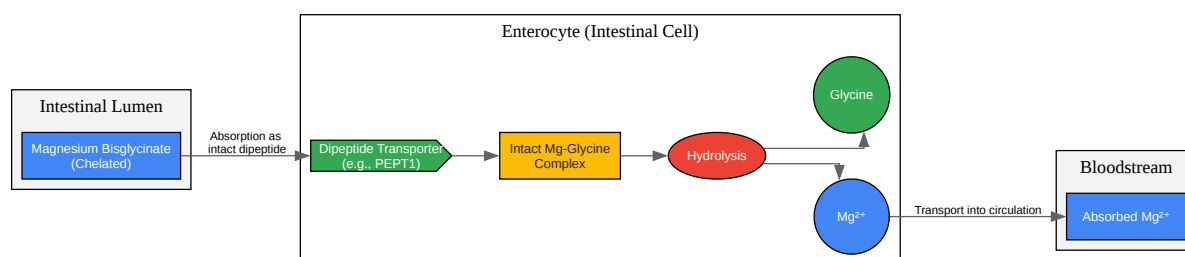 Enterocyte (Intestinal Cell)
Intestinal Lumen
Magnesium Bisglycinate
(Chelated)
Absorption as
intact dipeptide
Dipeptide Transporter
(e.g., PEPT1)
Intact Mg-Glycine
Complex
Hydrolysis
Glycine
Mg²⁺
Transport into circulation
Bloodstream
Absorbed Mg²⁺